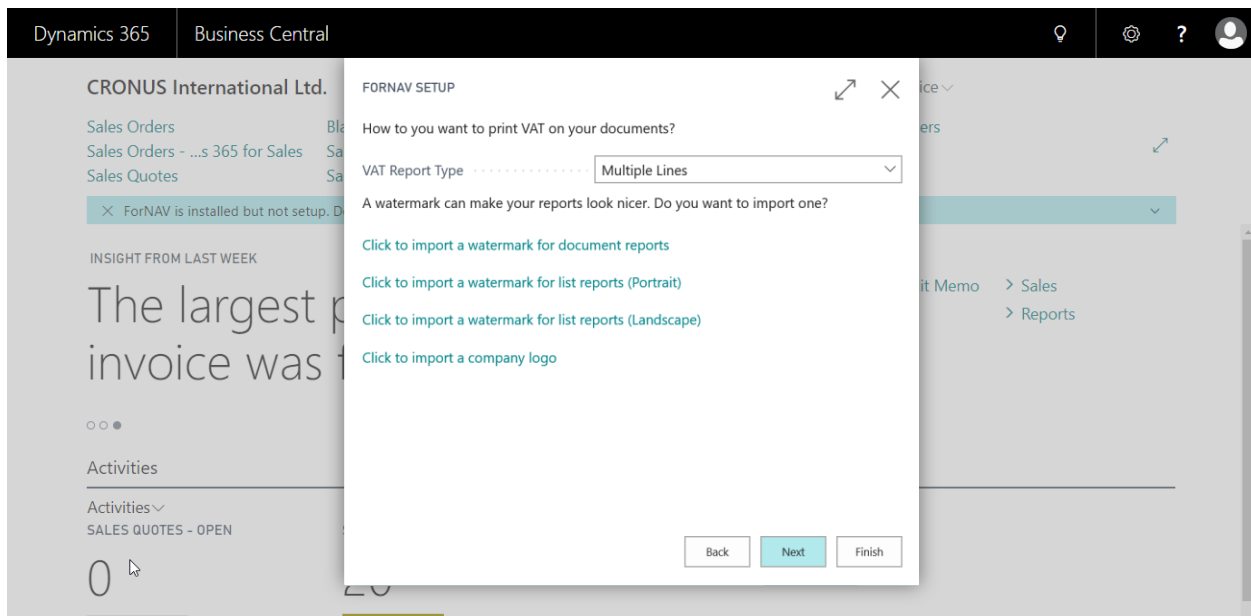 Dynamics 365
Business Central
?
CRONUS International Ltd.
Sales Orders
Sales Orders - ...s 365 for Sales
Sales Quotes
ForNAV is installed but not setup.
INSIGHT FROM LAST WEEK
The largest
invoice was
Activities
Activities
SALES QUOTES - OPEN
0
20
FORNAV SETUP
How to you want to print VAT on your documents?
VAT Report Type
Multiple Lines
A watermark can make your reports look nicer. Do you want to import one?
Click to import a watermark for document reports
Click to import a watermark for list reports (Portrait)
Click to import a watermark for list reports (Landscape)
Click to import a company logo
Back
Next
Finish
it Memo
> Sales
> Reports